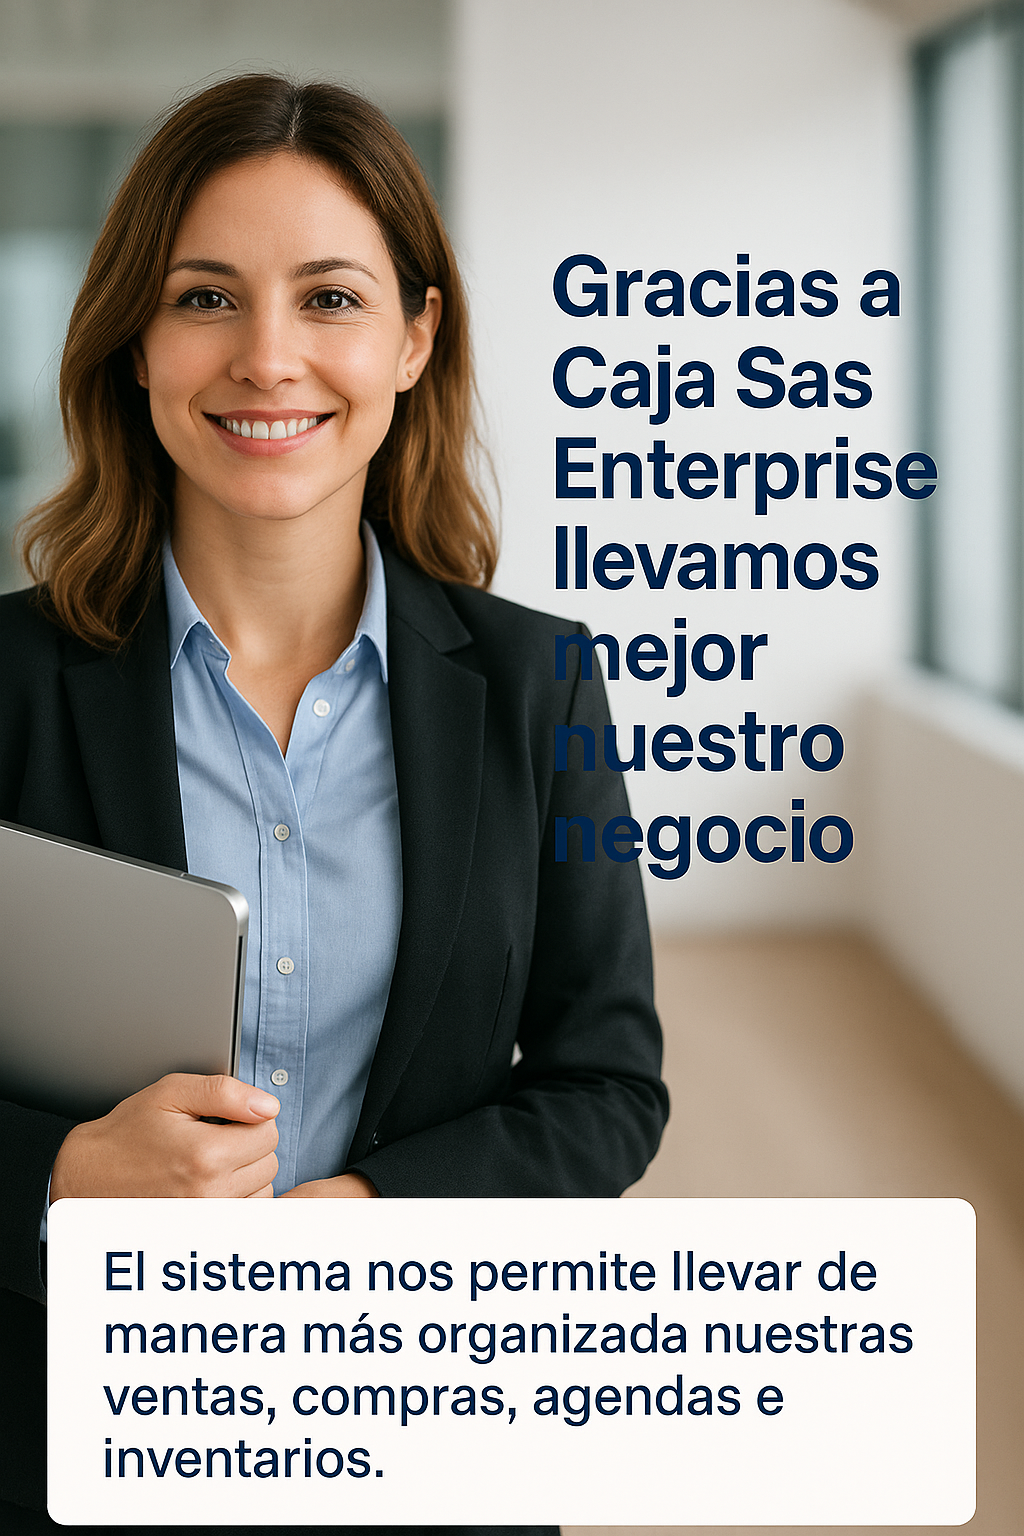 Gracias a
Caja Sas
Enterprise
llevamos
mejor
nuestro
negocio
El sistema nos permite llevar de
manera más organizada nuestras
ventas, compras, agendas e
inventarios.